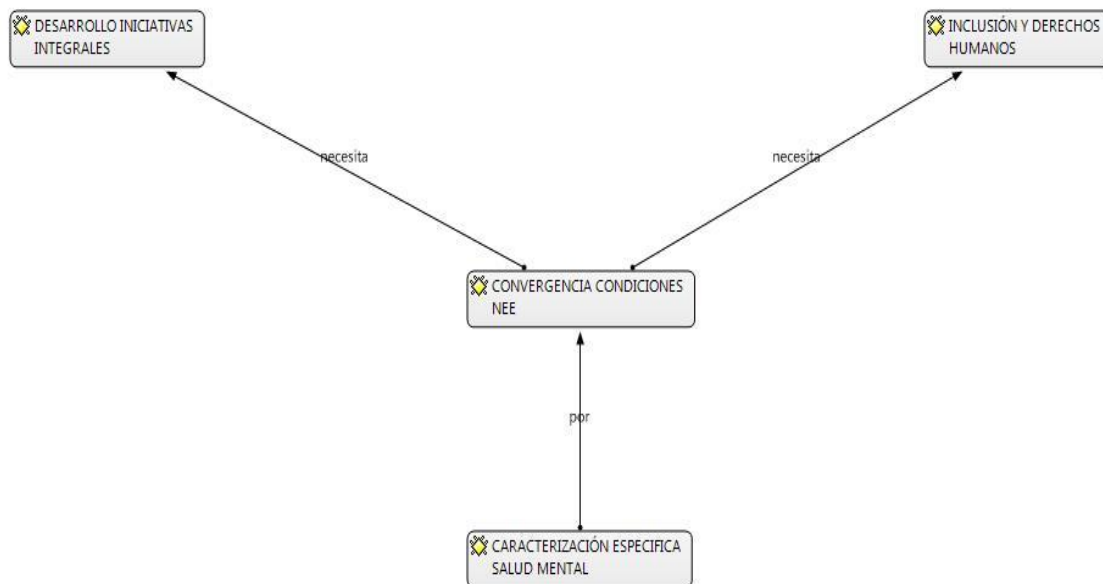 DESARROLLO INICIATIVAS
INTEGRALES
INCLUSIÓN Y DERECHOS
HUMANOS
necesita
necesita
CONVERGENCIA CONDICIONES
NEE
por
CARACTERIZACIÓN ESPECIFICA
SALUD MENTAL